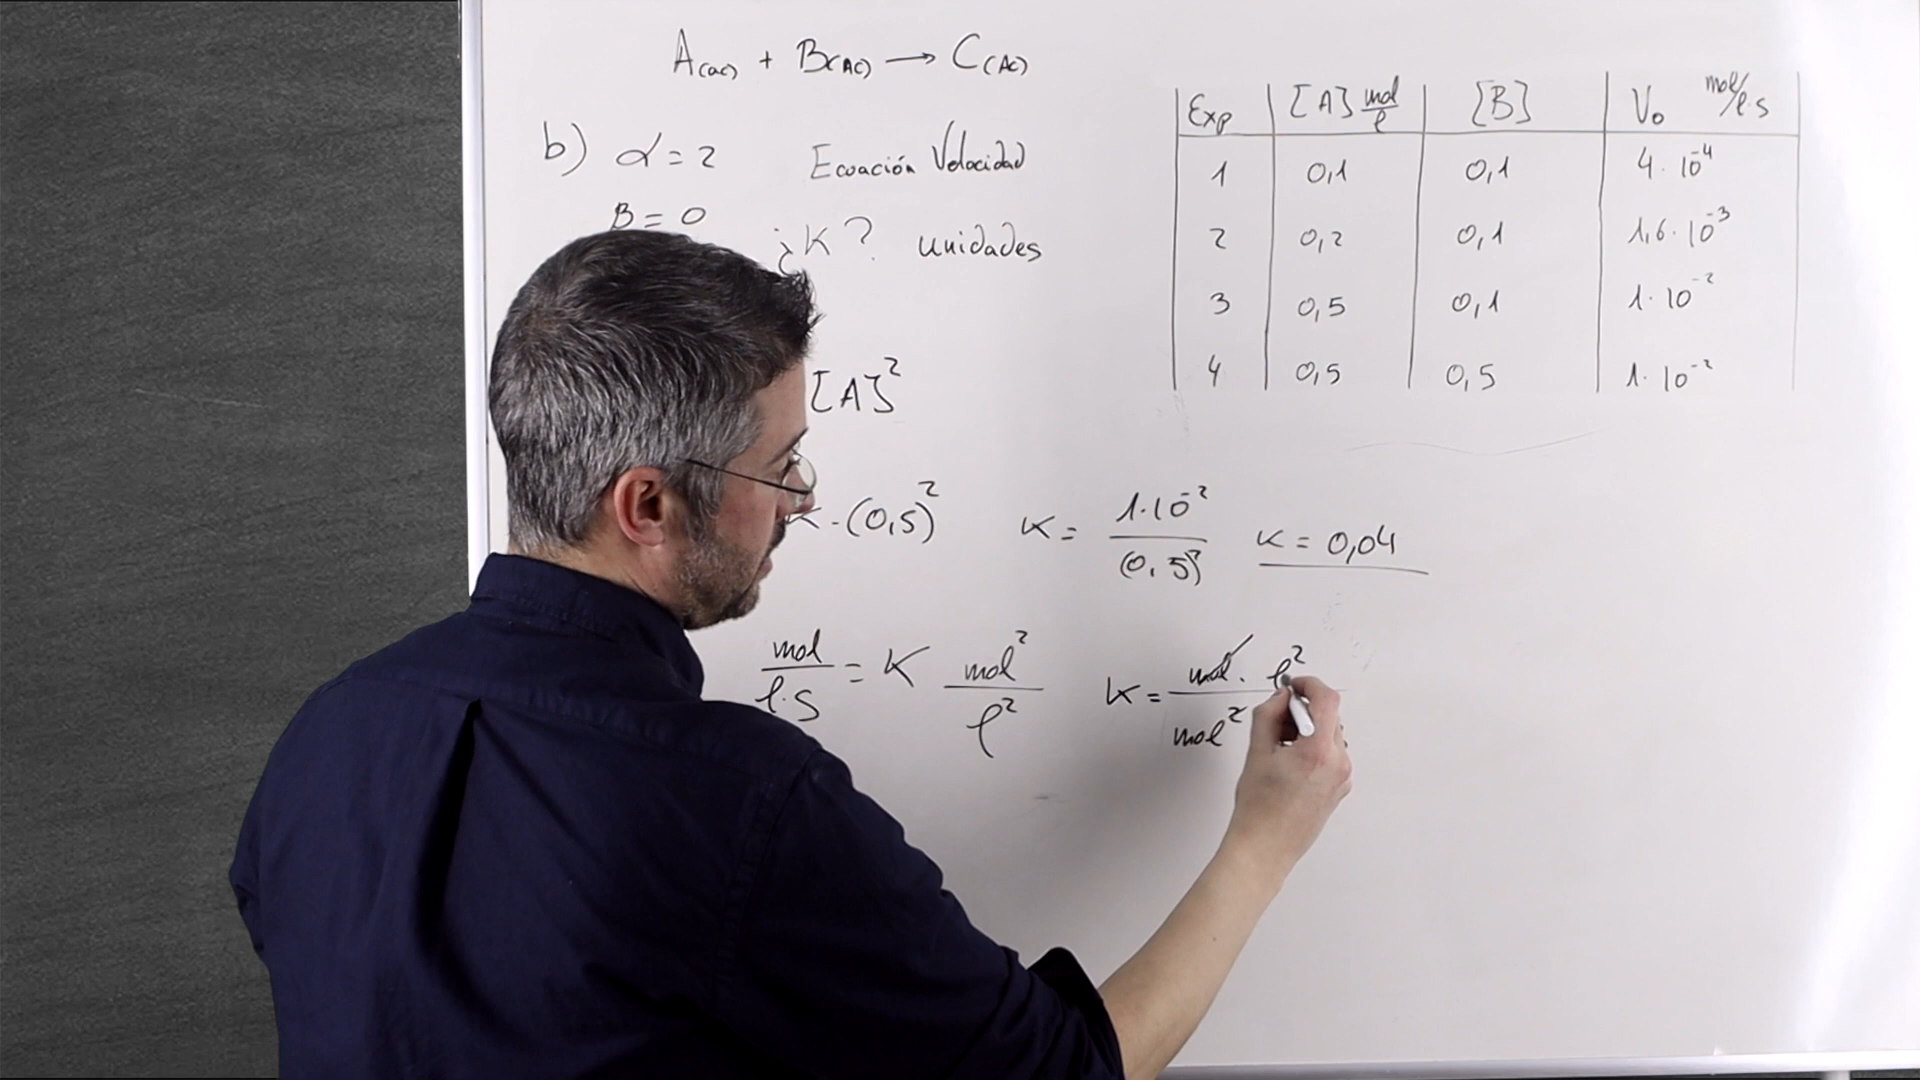 A(ac) + B(AC) → C(AC)
b) α = 2 Ecuación Velocidad
B = 0
¿K? unidades
[A]²
K · (0,5)² K = 1·10⁻² / (0,5)² K = 0,04
mol / l·s = K mol² / l² K = mol · l² / mol²
Exp | [A] mol/l | [B] | V₀ mol/l·s
1 | 0,1 | 0,1 | 4 · 10⁻⁴
2 | 0,2 | 0,1 | 1,6 · 10⁻³
3 | 0,5 | 0,1 | 1 · 10⁻²
4 | 0,5 | 0,5 | 1 · 10⁻²